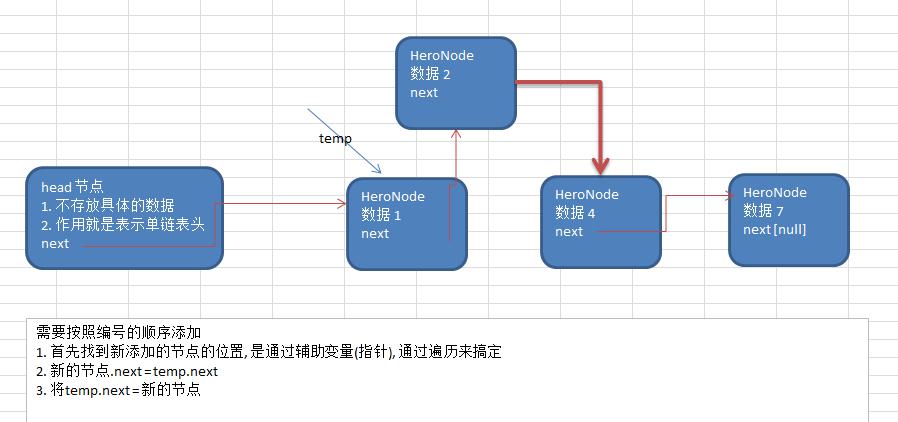 HeroNode
数据 2
next
temp
head 节点
1. 不存放具体的数据
2. 作用就是表示单链表头
next
HeroNode
数据 1
next
HeroNode
数据 4
next
HeroNode
数据 7
next [null]
需要按照编号的顺序添加
1. 首先找到新添加的节点的位置, 是通过辅助变量(指针), 通过遍历来搞定
2. 新的节点.next = temp.next
3. 将temp.next = 新的节点